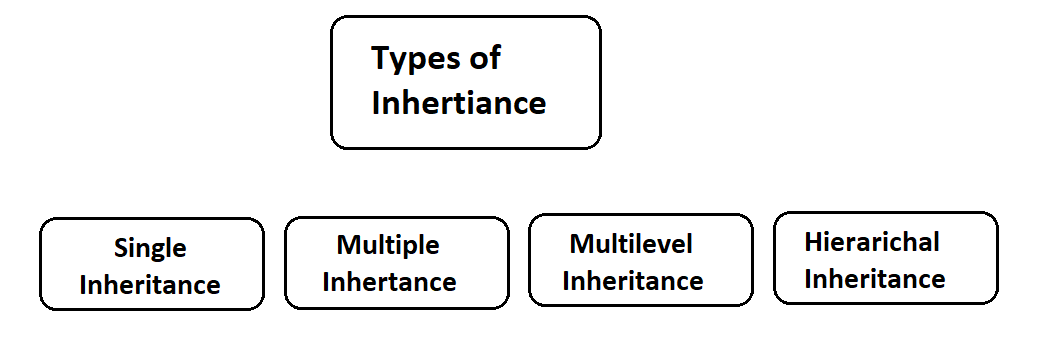 Types of
Inhertiance
Single
Inheritance
Multiple
Inhertance
Multilevel
Inheritance
Hierarichal
Inheritance